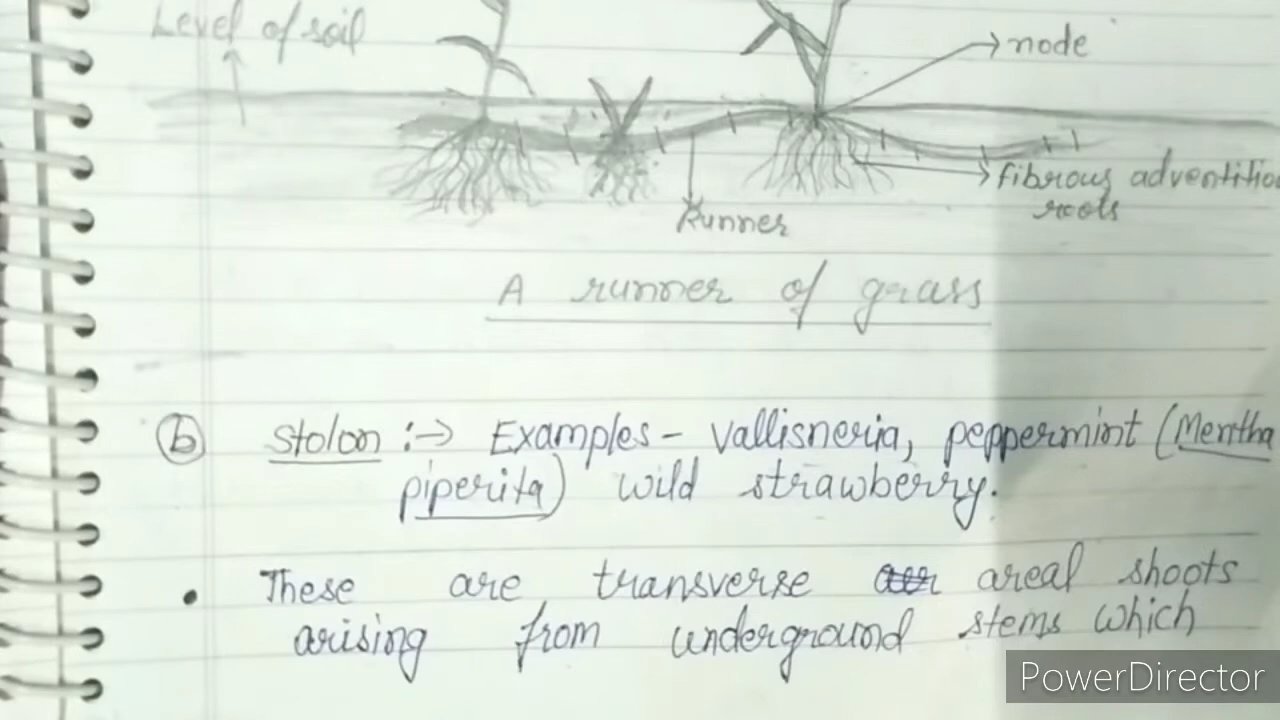 Level of soil
node
fibrous adventitio
roots
Runner
A runner of grass
(b) Stolon :→ Examples - Vallisneria, peppermint (Mentha
piperita) wild strawberry.
• These are transverse areal shoots
arising from underground stems which
PowerDirector